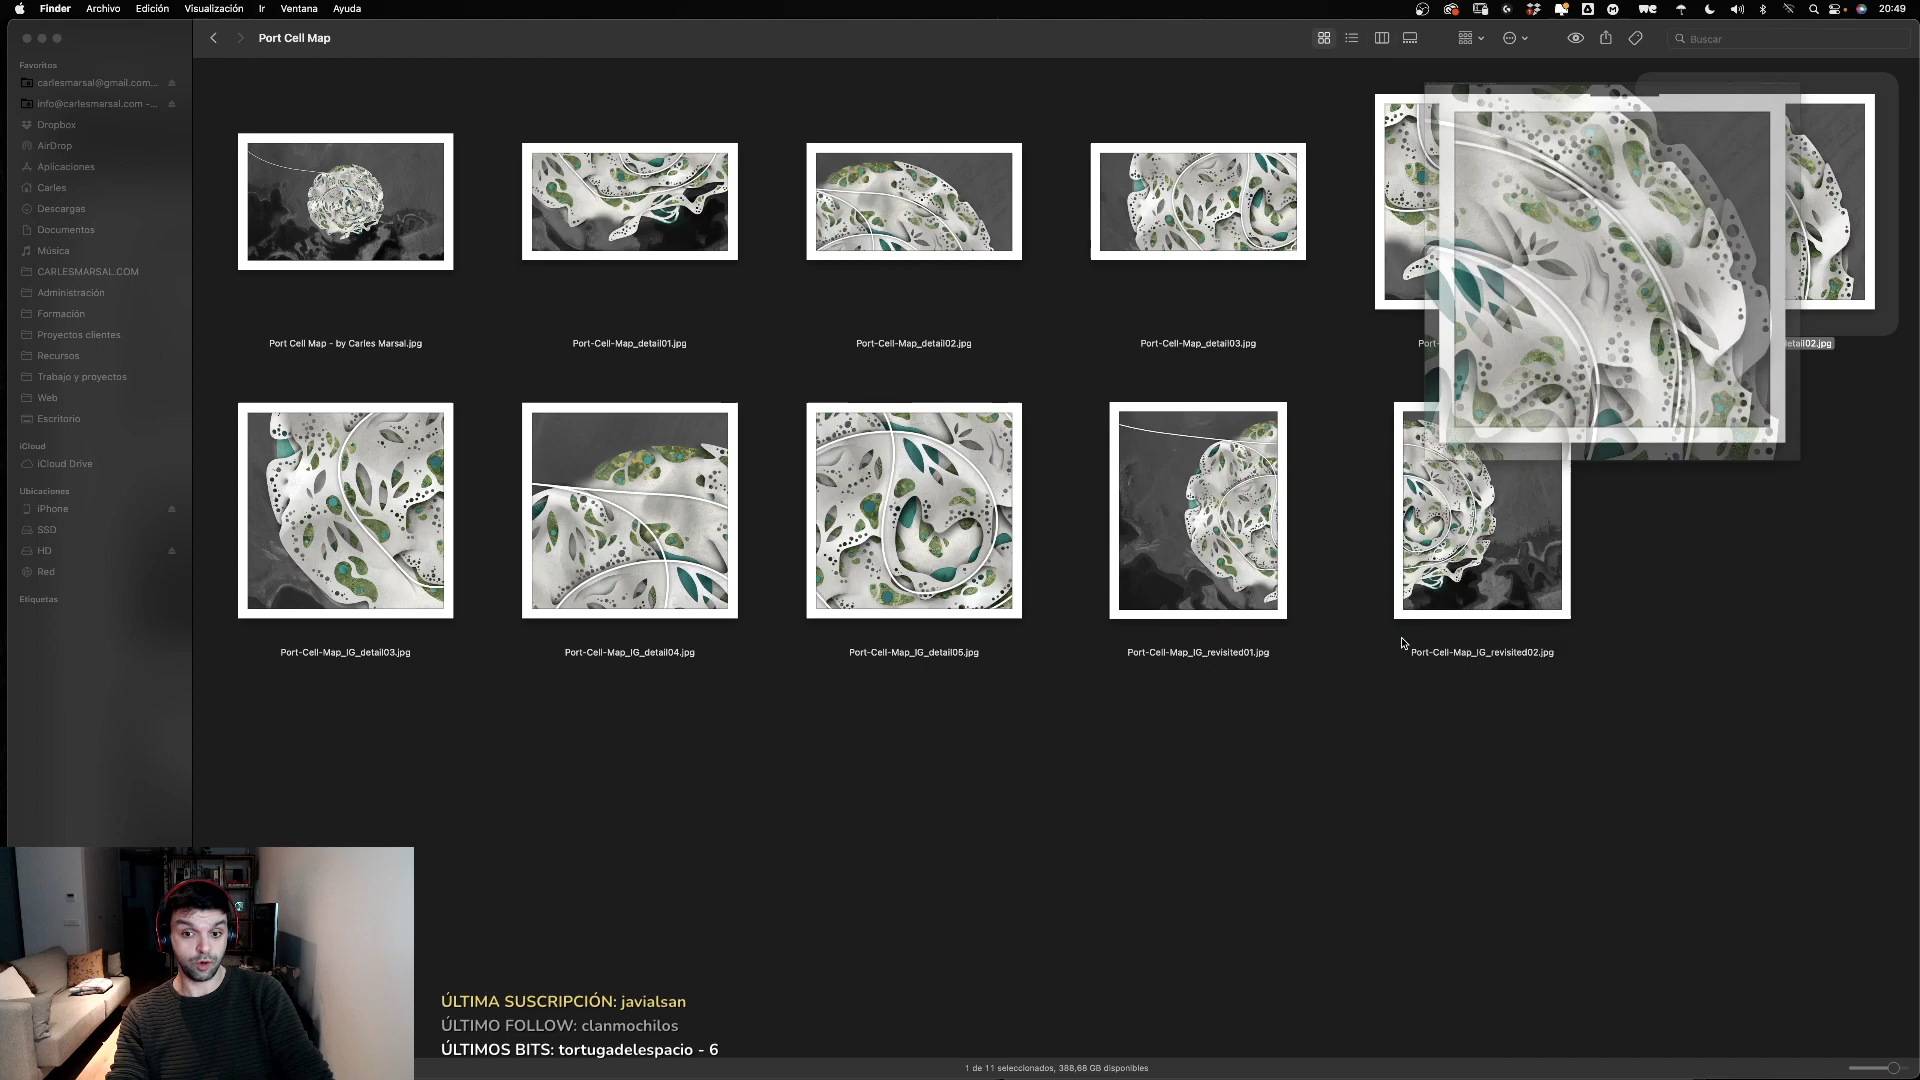 Finder Archivo Edición Visualización Ir Ventana Ayuda 20:49
Port Cell Map
Buscar
Favoritos
carlesmarsal@gmail.com...
info@carlesmarsal.com -...
Dropbox
AirDrop
Aplicaciones
Carles
Descargas
Documentos
Música
CARLESMARSAL.COM
Administración
Formación
Proyectos clientes
Recursos
Trabajo y proyectos
Web
Escritorio
iCloud
iCloud Drive
Ubicaciones
iPhone
SSD
HD
Red
Etiquetas
Port Cell Map - by Carles Marsal.jpg
Port-Cell-Map_detail01.jpg
Port-Cell-Map_detail02.jpg
Port-Cell-Map_detail03.jpg
detail02.jpg
Port-Cell-Map_IG_detail03.jpg
Port-Cell-Map_IG_detail04.jpg
Port-Cell-Map_IG_detail05.jpg
Port-Cell-Map_IG_revisited01.jpg
Port-Cell-Map_IG_revisited02.jpg
ÚLTIMA SUSCRIPCIÓN: javialsan
ÚLTIMO FOLLOW: clanmochilos
ÚLTIMOS BITS: tortugadelespacio - 6
1 de 11 seleccionados, 388,68 GB disponibles